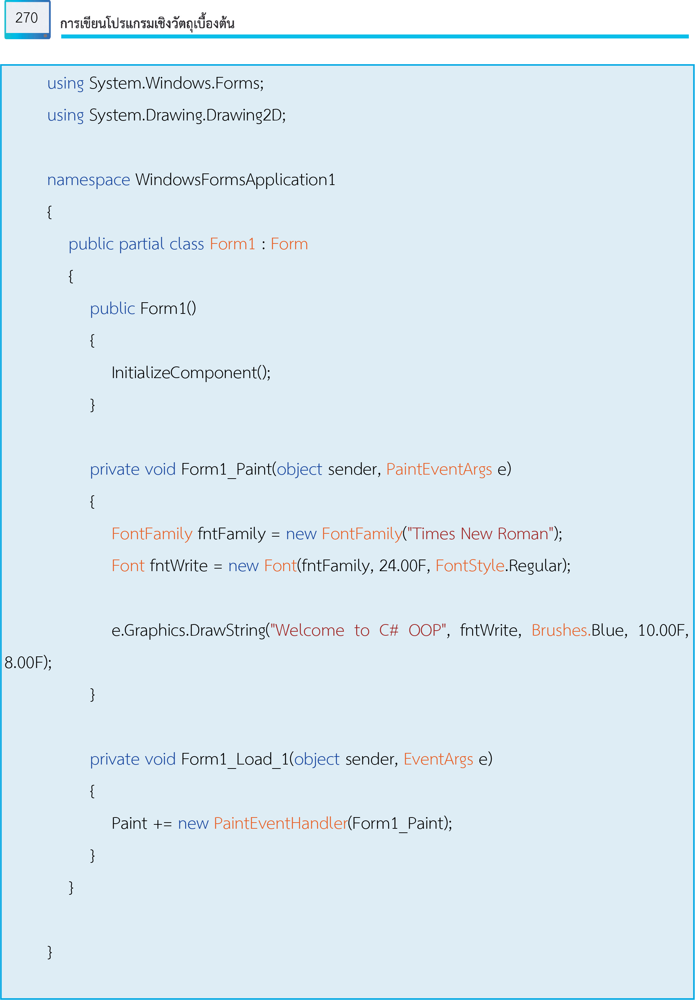 270
การเขียนโปรแกรมเชิงวัตถุเบื้องต้น
using System.Windows.Forms;
using System.Drawing.Drawing2D;
namespace WindowsFormsApplication1
{
public partial class Form1 : Form
{
public Form1()
{
InitializeComponent();
}
private void Form1_Paint(object sender, PaintEventArgs e)
{
FontFamily fntFamily = new FontFamily("Times New Roman");
Font fntWrite = new Font(fntFamily, 24.00F, FontStyle.Regular);
e.Graphics.DrawString("Welcome to C# OOP", fntWrite, Brushes.Blue, 10.00F,
8.00F);
}
private void Form1_Load_1(object sender, EventArgs e)
{
Paint += new PaintEventHandler(Form1_Paint);
}
}
}